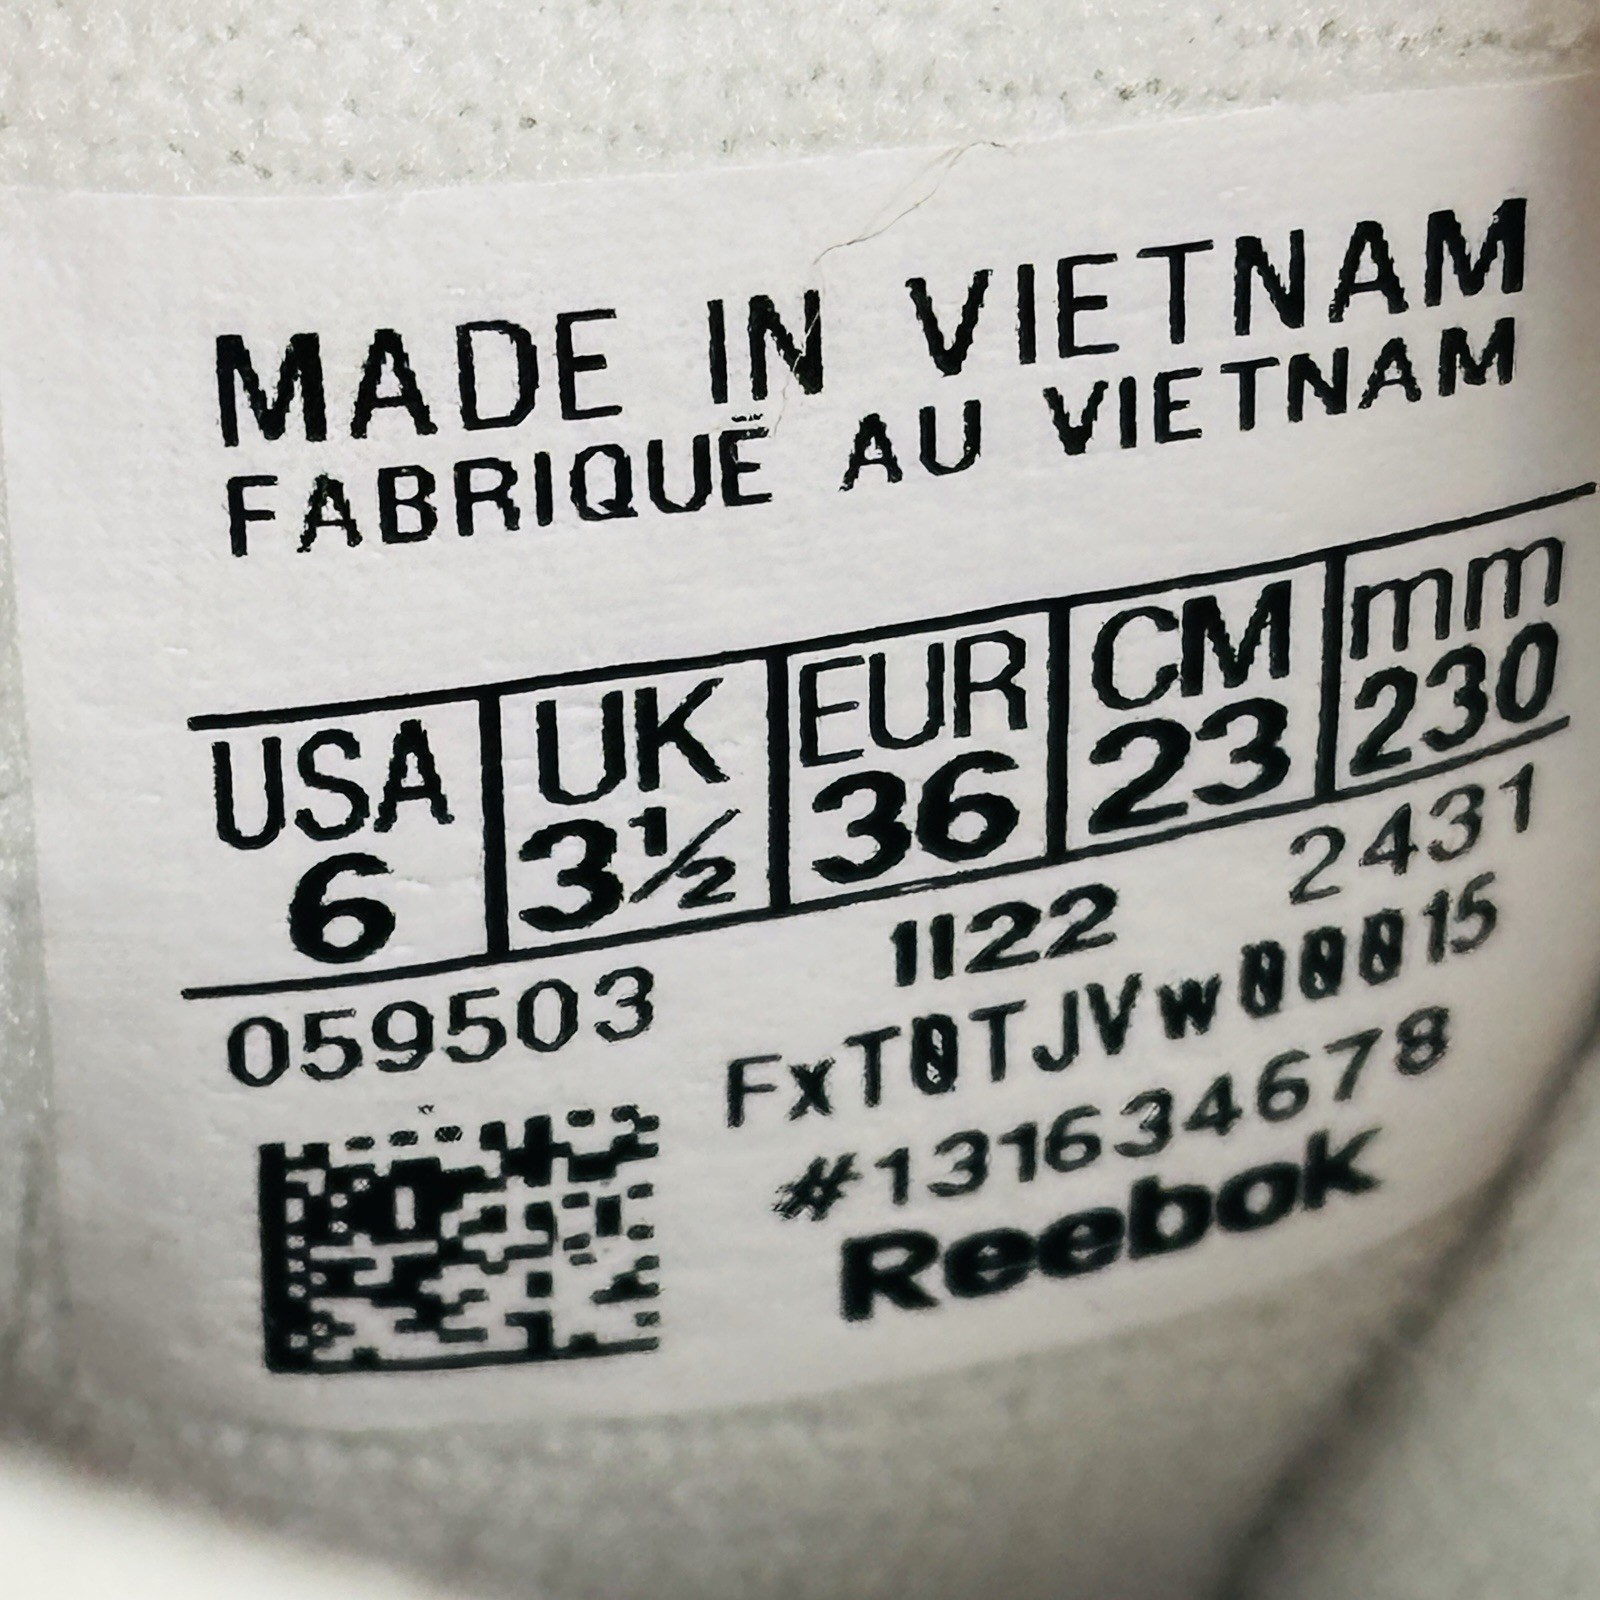 MADE IN VIETNAM
FABRIQUÉ AU VIETNAM
USA UK EUR CM mm
6 3½ 36 23 230
059503 1122 2431
FxT0TJVw00015
#131634678
Reebok